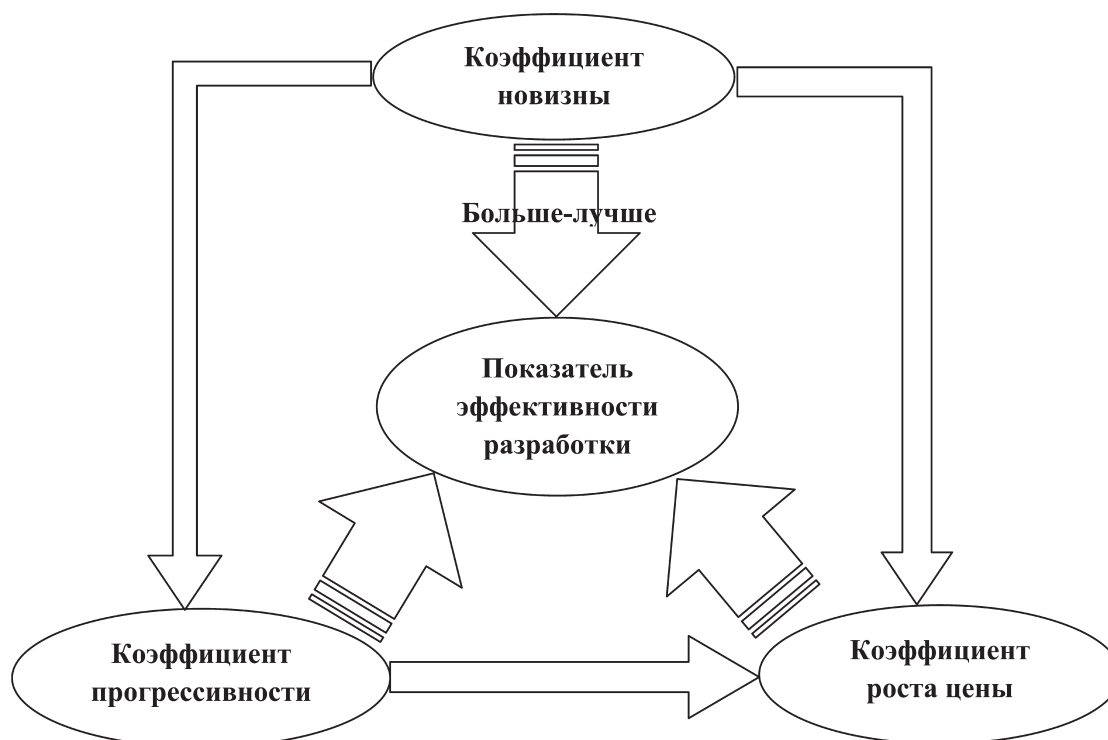 Коэффициент
новизны
Больше-лучше
Показатель
эффективности
разработки
Коэффициент
прогрессивности
Коэффициент
роста цены